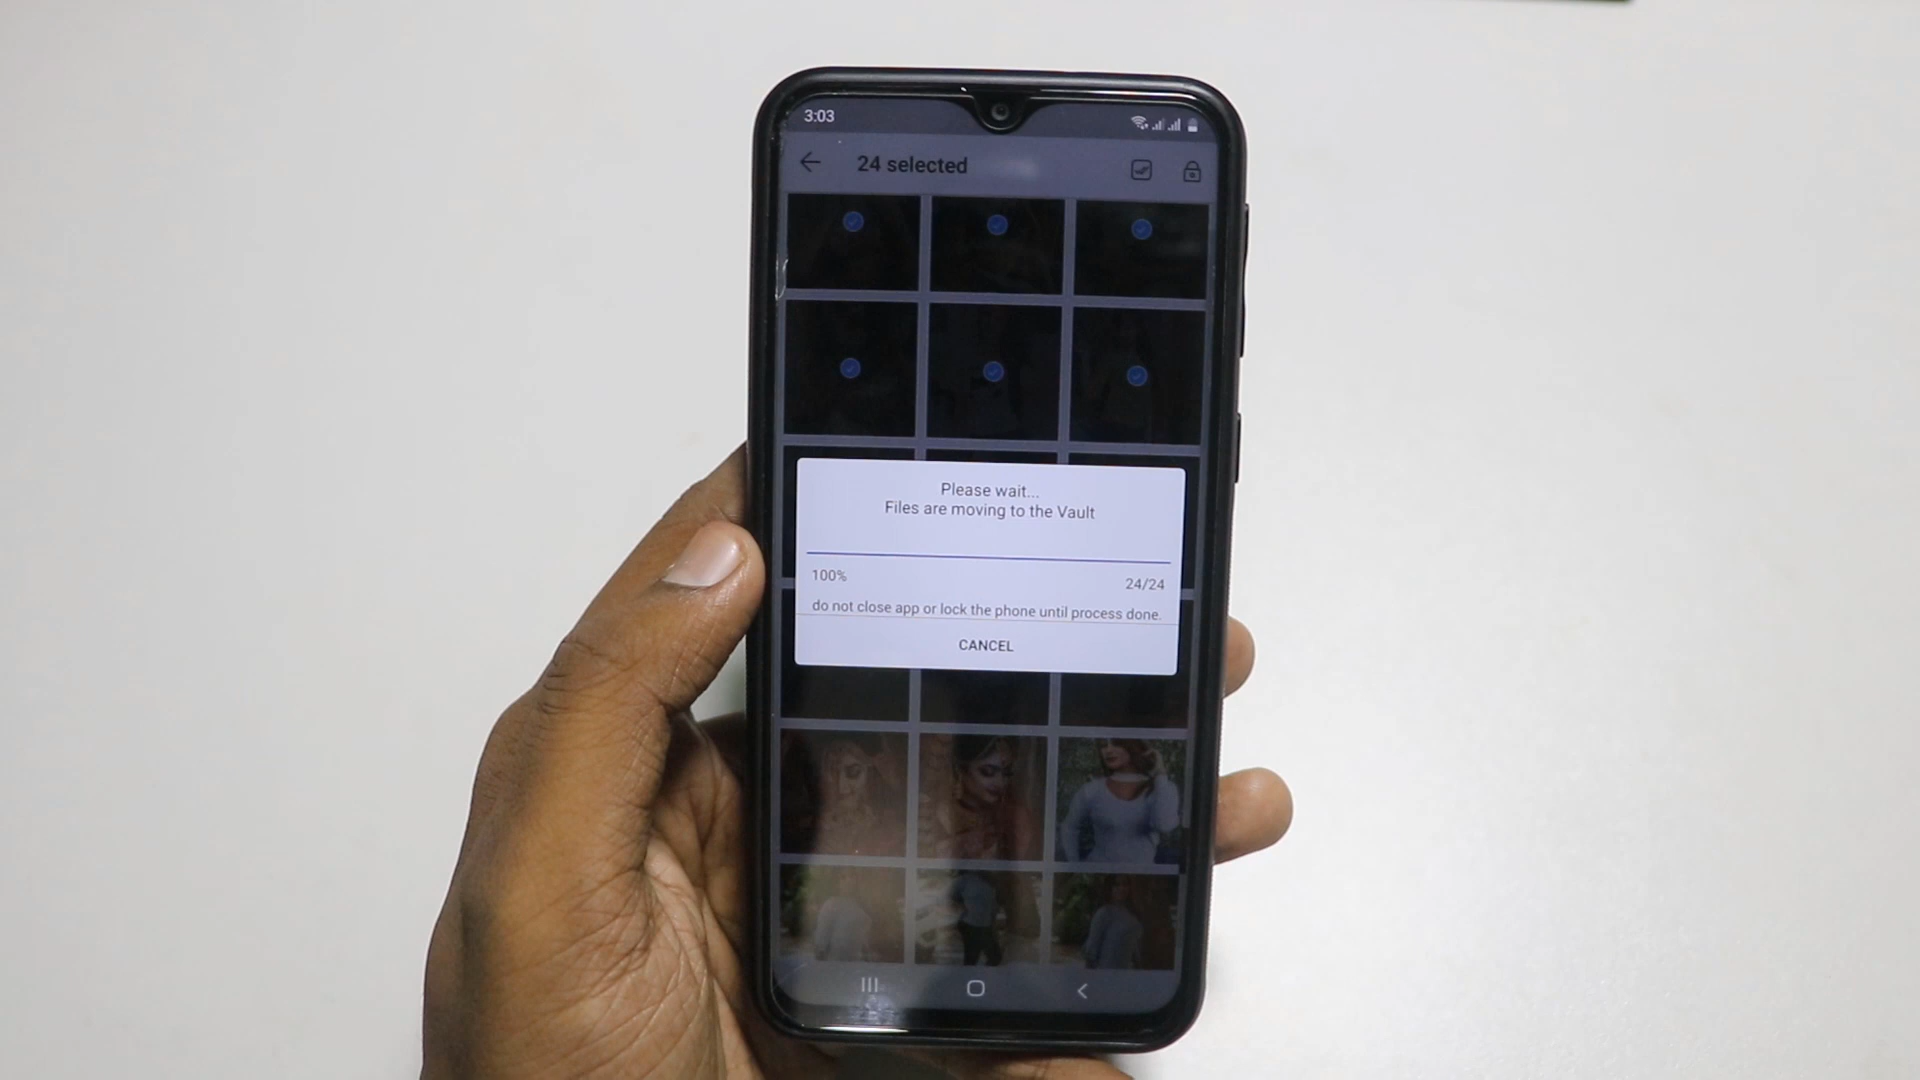 3:03
24 selected
Please wait...
Files are moving to the Vault
100%
24/24
do not close app or lock the phone until process done.
CANCEL